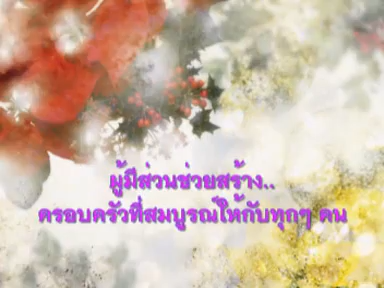 ผู้มีส่วนช่วยสร้าง..
ครอบครัวที่สมบูรณ์ให้กับทุกๆ คน